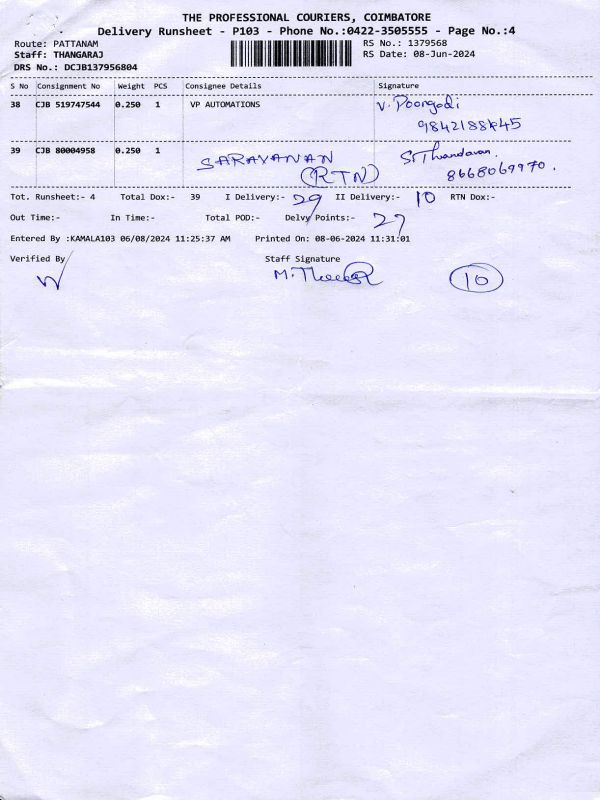 THE PROFESSIONAL COURIERS, COIMBATORE
Delivery Runsheet - P103 - Phone No.:0422-3505555 - Page No.:4
Route: PATTANAM RS No.: 1379568
Staff: THANGARAJ RS Date: 08-Jun-2024
DRS No.: DCJB137956804
S No Consignment No Weight PCS Consignee Details Signature
38 CJB 519747544 0.250 1 VP AUTOMATIONS V. Poongodi
39 CJB 80004958 0.250 1 SARAVANAN
(RTN)
8668069970.
Tot. Runsheet:- 4 Total Dox:- 39 I Delivery:- 29 II Delivery:- 10 RTN Dox:-
Out Time:- In Time:- Total POD:- Delvy Points:- 27
Entered By :KAMALA103 06/08/2024 11:25:37 AM Printed On: 08-06-2024 11:31:01
Verified By Staff Signature
10